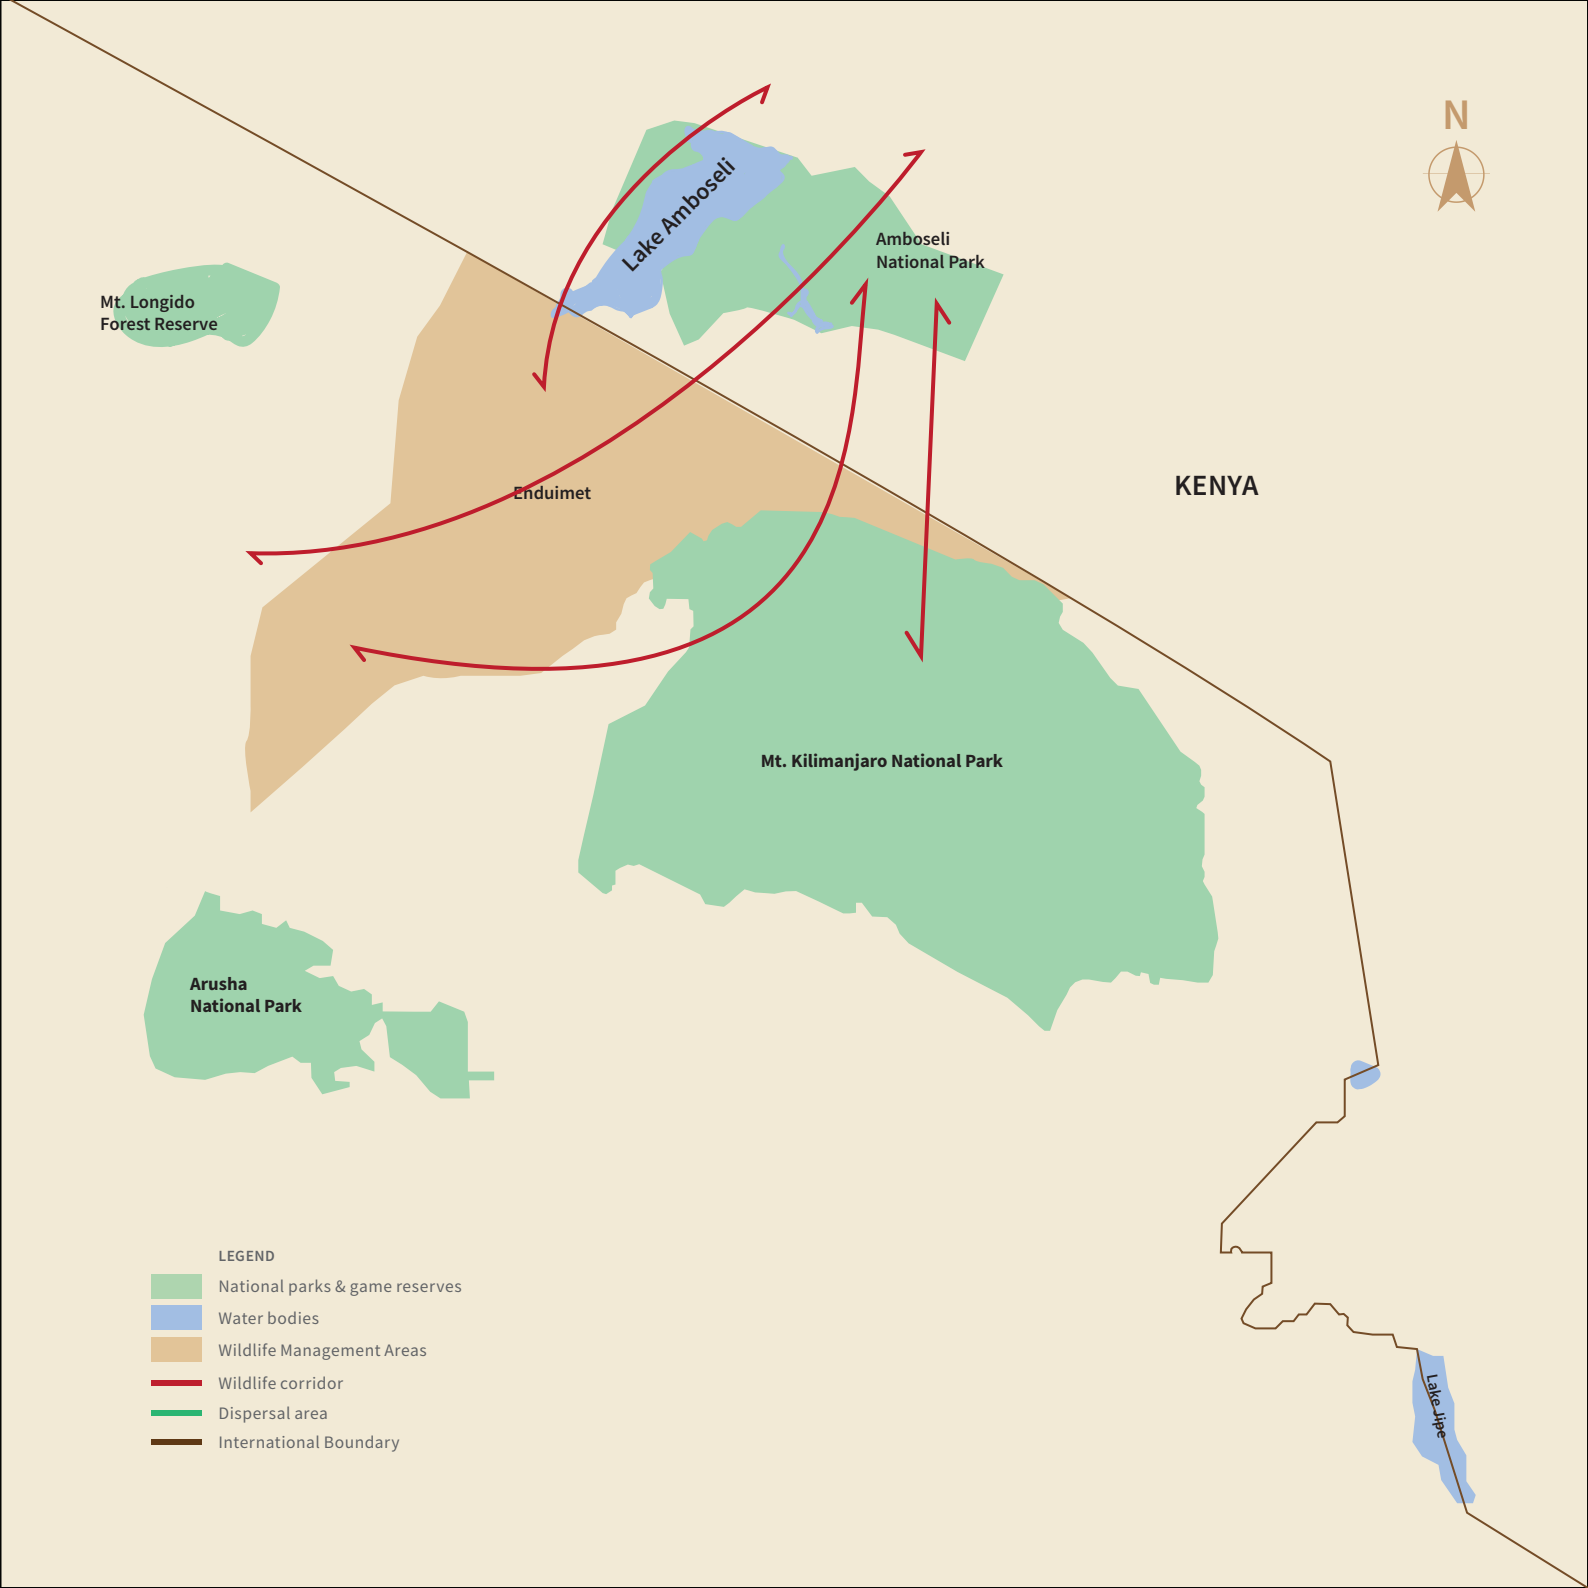 N
Lake Amboseli
Amboseli
National Park
Mt. Longido
Forest Reserve
KENYA
Enduimet
Mt. Kilimanjaro National Park
Arusha
National Park
LEGEND
National parks & game reserves
Water bodies
Wildlife Management Areas
Wildlife corridor
Dispersal area
International Boundary
Lake Jipe